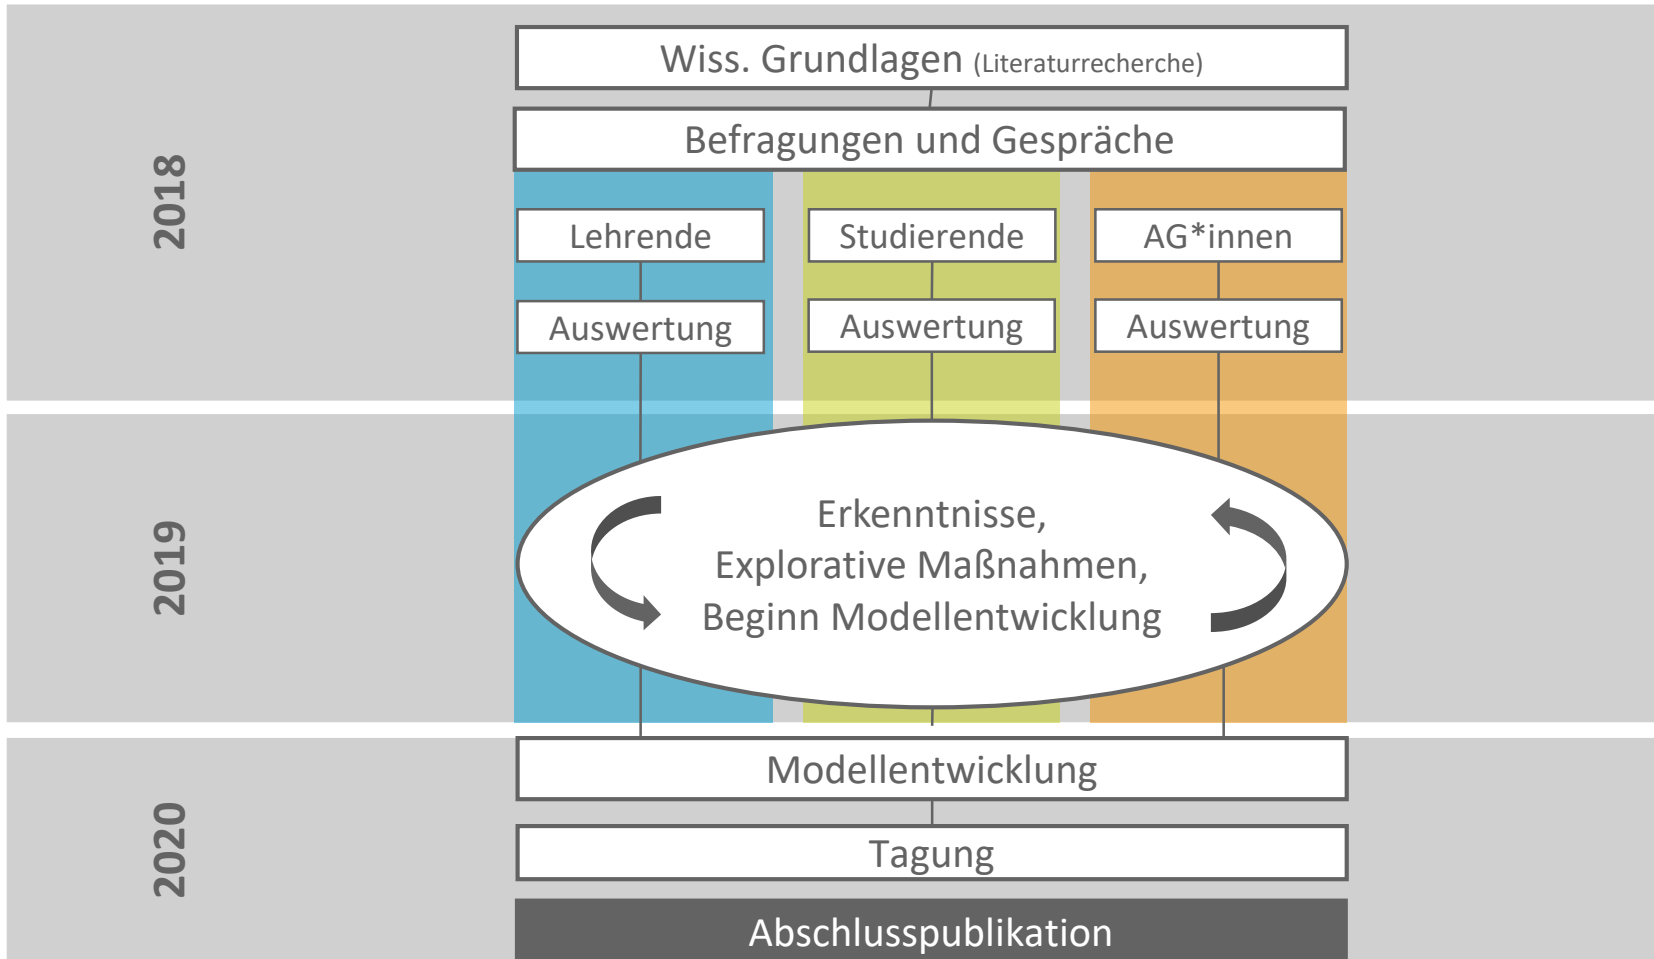 2018
Wiss. Grundlagen (Literaturrecherche)
Befragungen und Gespräche
Lehrende
Studierende
AG*innen
Auswertung
Auswertung
Auswertung
2019
Erkenntnisse,
Explorative Maßnahmen,
Beginn Modellentwicklung
2020
Modellentwicklung
Tagung
Abschlusspublikation